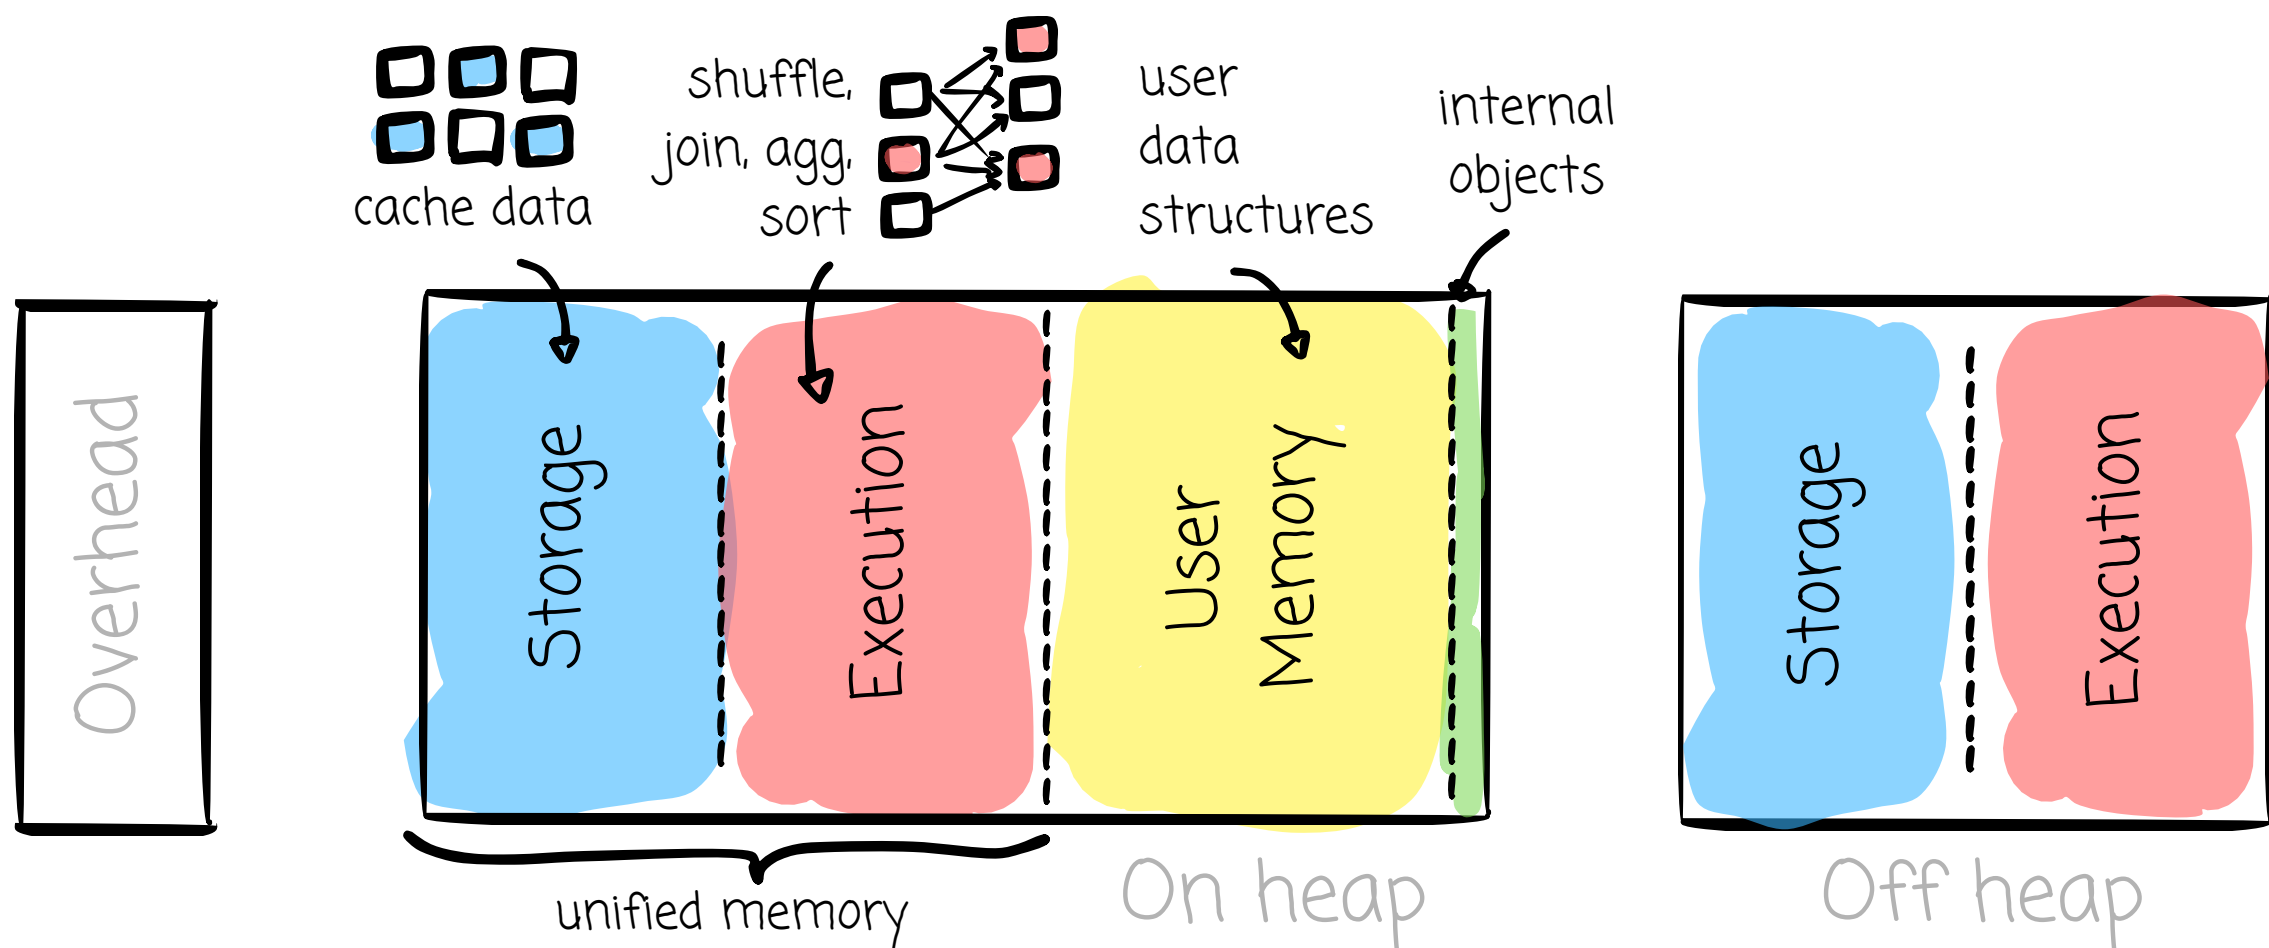 cache data
shuffle,
join, agg,
sort
user
data
structures
internal
objects
Overhead
Storage
Execution
User
Memory
Storage
Execution
unified memory
On heap
Off heap